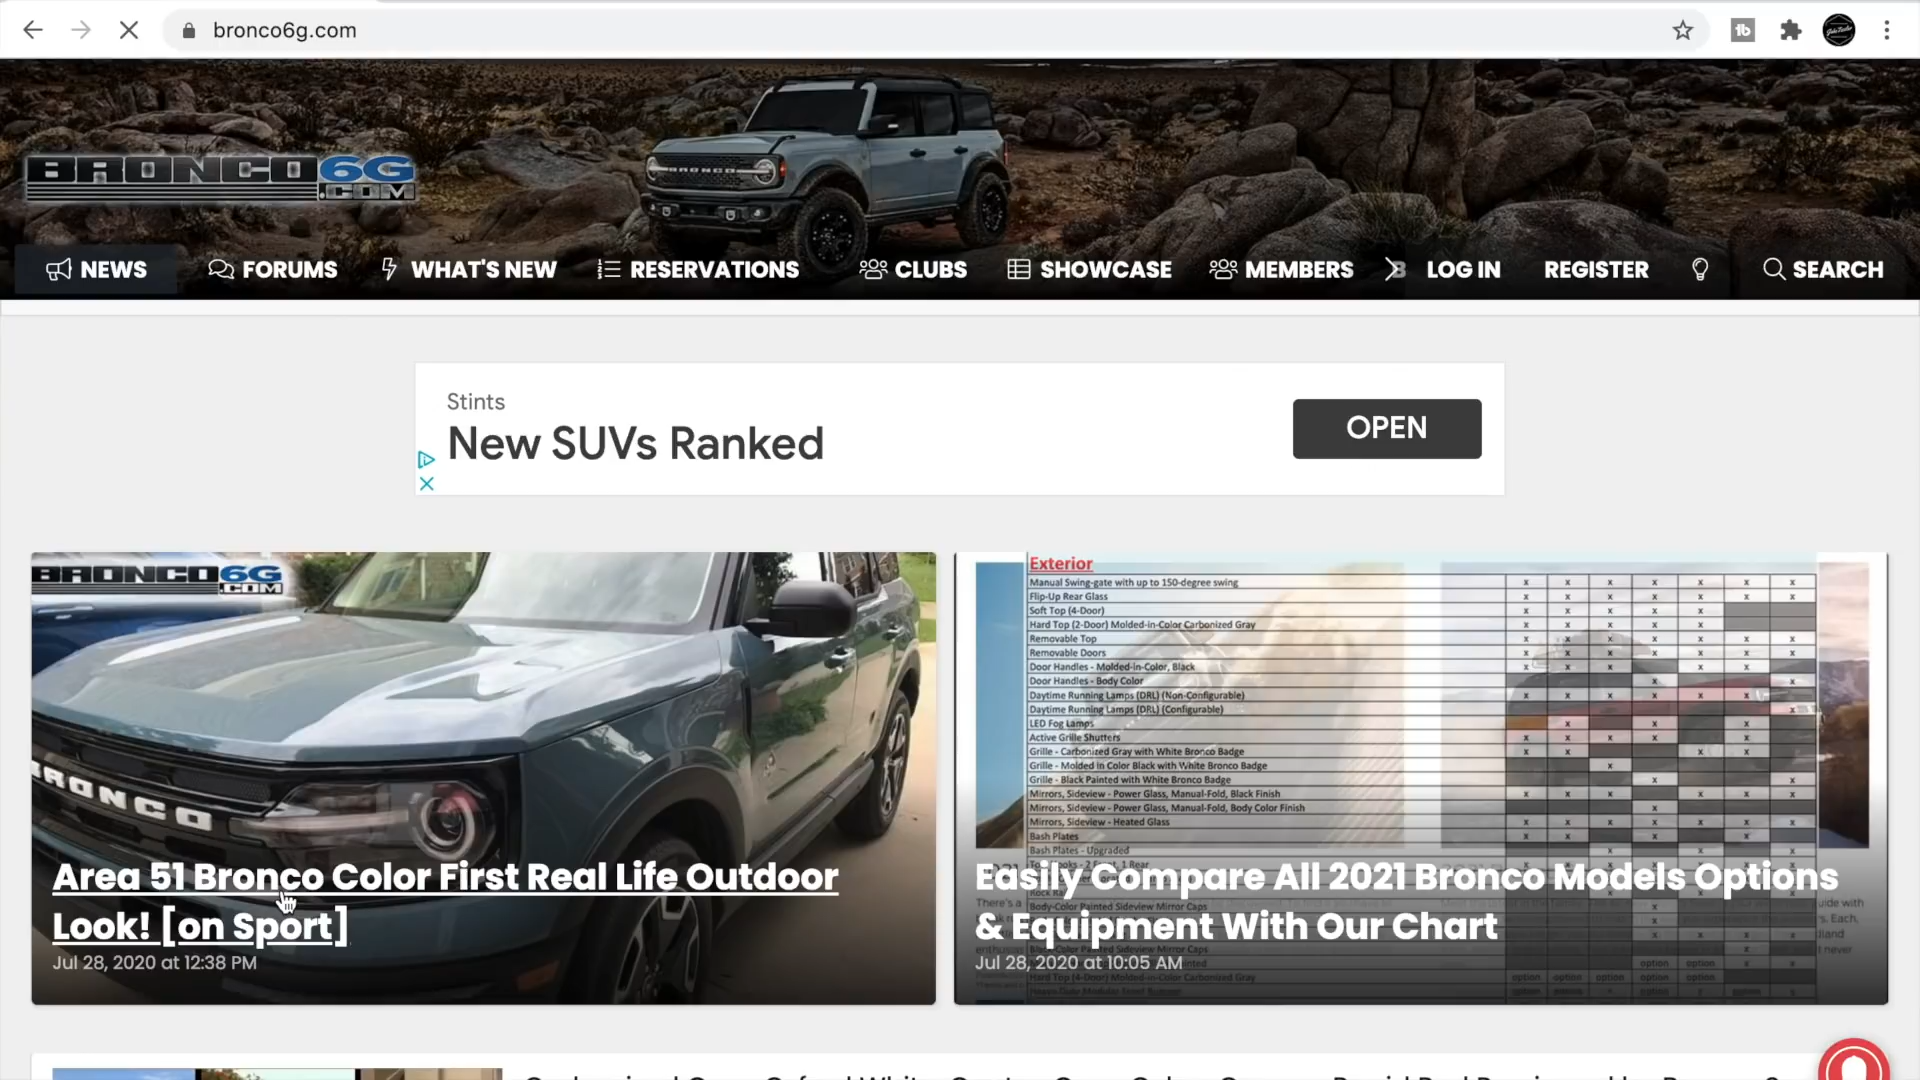 bronco6g.com
BRONCO6G
.COM
NEWS
FORUMS
WHAT'S NEW
RESERVATIONS
CLUBS
SHOWCASE
MEMBERS
LOG IN
REGISTER
SEARCH
Stints
New SUVs Ranked
OPEN
BRONCO6G
.COM
BRONCO
Area 51 Bronco Color First Real Life Outdoor
Look! [on Sport]
Jul 28, 2020 at 12:38 PM
Exterior
Manual Swing-gate with up to 150-degree swing
Flip-Up Rear Glass
Soft Top (4-Door)
Hard Top (2-Door) Molded-in-Color Carbonized Gray
Removable Top
Removable Doors
Door Handles - Molded-in-Color, Black
Door Handles - Body Color
Daytime Running Lamps (DRL) (Non-Configurable)
Daytime Running Lamps (DRL) (Configurable)
LED Fog Lamps
Active Grille Shutters
Grille - Carbonized Gray with White Bronco Badge
Grille - Molded in Color Black with White Bronco Badge
Grille - Black Painted with White Bronco Badge
Mirrors, Sideview - Power Glass, Manual-Fold, Black Finish
Mirrors, Sideview - Power Glass, Manual-Fold, Body Color Finish
Mirrors, Sideview - Heated Glass
Bash Plates
Bash Plates - Upgraded
Easily Compare All 2021 Bronco Models Options
& Equipment With Our Chart
Jul 28, 2020 at 10:05 AM